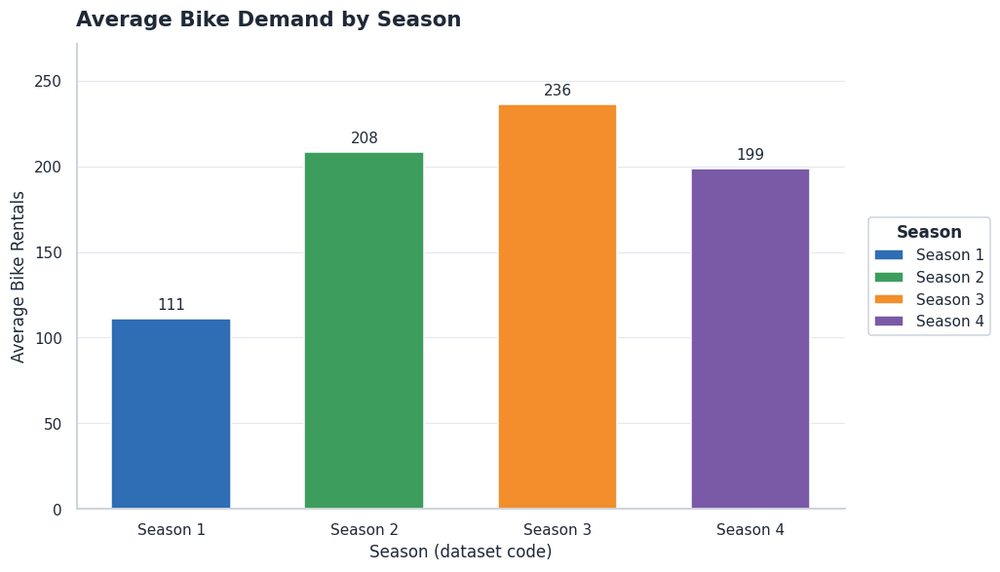 Average Bike Demand by Season
Average Bike Rentals
250
200
150
100
50
0
111
208
236
199
Season 1
Season 2
Season 3
Season 4
Season (dataset code)
Season
Season 1
Season 2
Season 3
Season 4